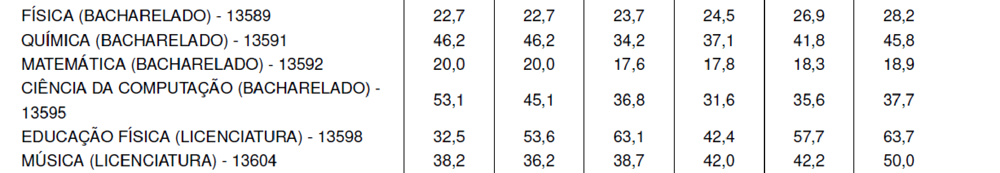 FÍSICA (BACHARELADO) - 13589 22,7 22,7 23,7 24,5 26,9 28,2
QUÍMICA (BACHARELADO) - 13591 46,2 46,2 34,2 37,1 41,8 45,8
MATEMÁTICA (BACHARELADO) - 13592 20,0 20,0 17,6 17,8 18,3 18,9
CIÊNCIA DA COMPUTAÇÃO (BACHARELADO) -
53,1 45,1 36,8 31,6 35,6 37,7
13595
EDUCAÇÃO FÍSICA (LICENCIATURA) - 13598 32,5 53,6 63,1 42,4 57,7 63,7
MÚSICA (LICENCIATURA) - 13604 38,2 36,2 38,7 42,0 42,2 50,0